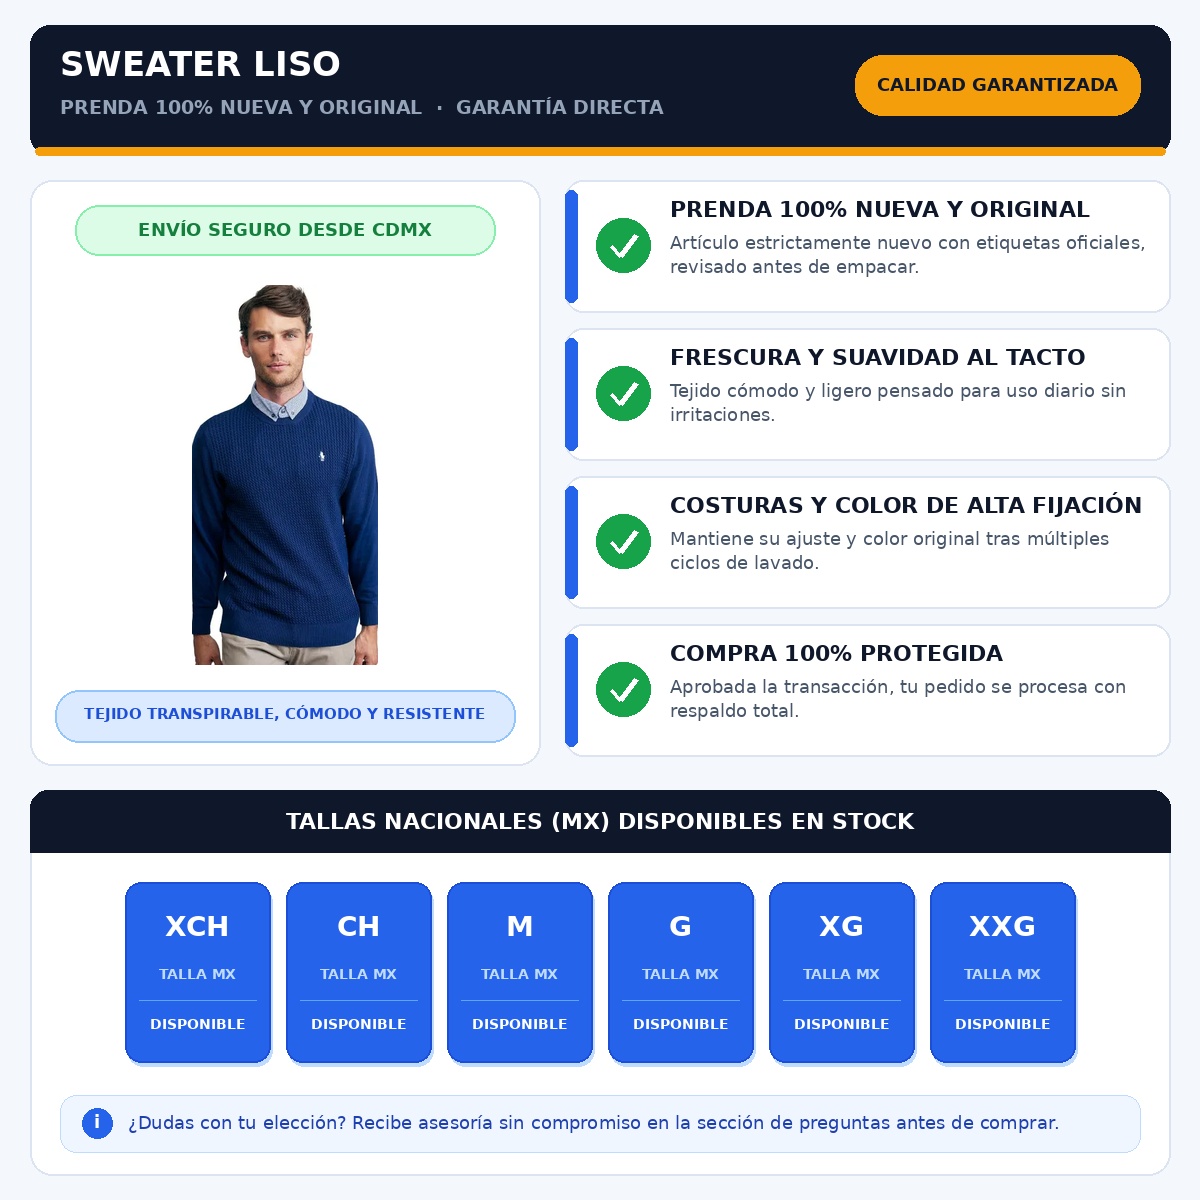 SWEATER LISO
PRENDA 100% NUEVA Y ORIGINAL · GARANTÍA DIRECTA
CALIDAD GARANTIZADA
ENVÍO SEGURO DESDE CDMX
TEJIDO TRANSPIRABLE, CÓMODO Y RESISTENTE
PRENDA 100% NUEVA Y ORIGINAL
Artículo estrictamente nuevo con etiquetas oficiales,
revisado antes de empacar.
FRESCURA Y SUAVIDAD AL TACTO
Tejido cómodo y ligero pensado para uso diario sin
irritaciones.
COSTURAS Y COLOR DE ALTA FIJACIÓN
Mantiene su ajuste y color original tras múltiples
ciclos de lavado.
COMPRA 100% PROTEGIDA
Aprobada la transacción, tu pedido se procesa con
respaldo total.
TALLAS NACIONALES (MX) DISPONIBLES EN STOCK
XCH
TALLA MX
DISPONIBLE
CH
TALLA MX
DISPONIBLE
M
TALLA MX
DISPONIBLE
G
TALLA MX
DISPONIBLE
XG
TALLA MX
DISPONIBLE
XXG
TALLA MX
DISPONIBLE
i ¿Dudas con tu elección? Recibe asesoría sin compromiso en la sección de preguntas antes de comprar.